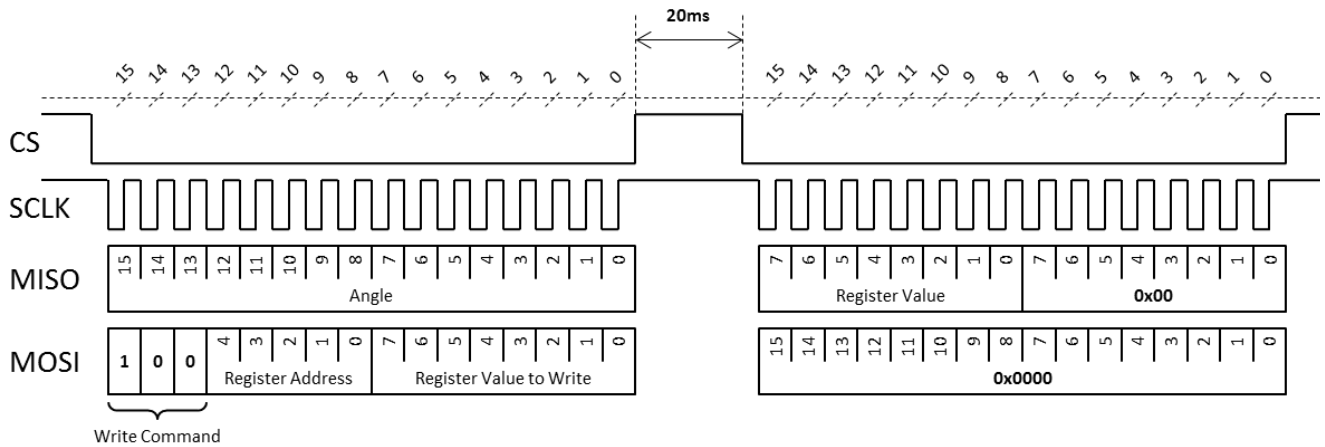 20ms
15 14 13 12 11 10 9 8 7 6 5 4 3 2 1 0 15 14 13 12 11 10 9 8 7 6 5 4 3 2 1 0
CS
SCLK
MISO 15 14 13 12 11 10 9 8 7 6 5 4 3 2 1 0 7 6 5 4 3 2 1 0 7 6 5 4 3 2 1 0
Angle Register Value 0x00
MOSI 1 0 0 4 3 2 1 0 7 6 5 4 3 2 1 0 15 14 13 12 11 10 9 8 7 6 5 4 3 2 1 0
Register Address Register Value to Write 0x0000
Write Command